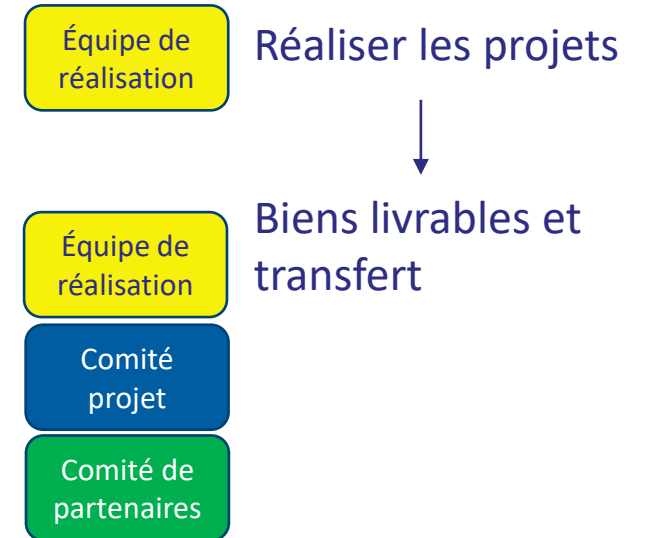 Équipe de
réalisation
Réaliser les projets
Équipe de
réalisation
Biens livrables et
transfert
Comité
projet
Comité de
partenaires